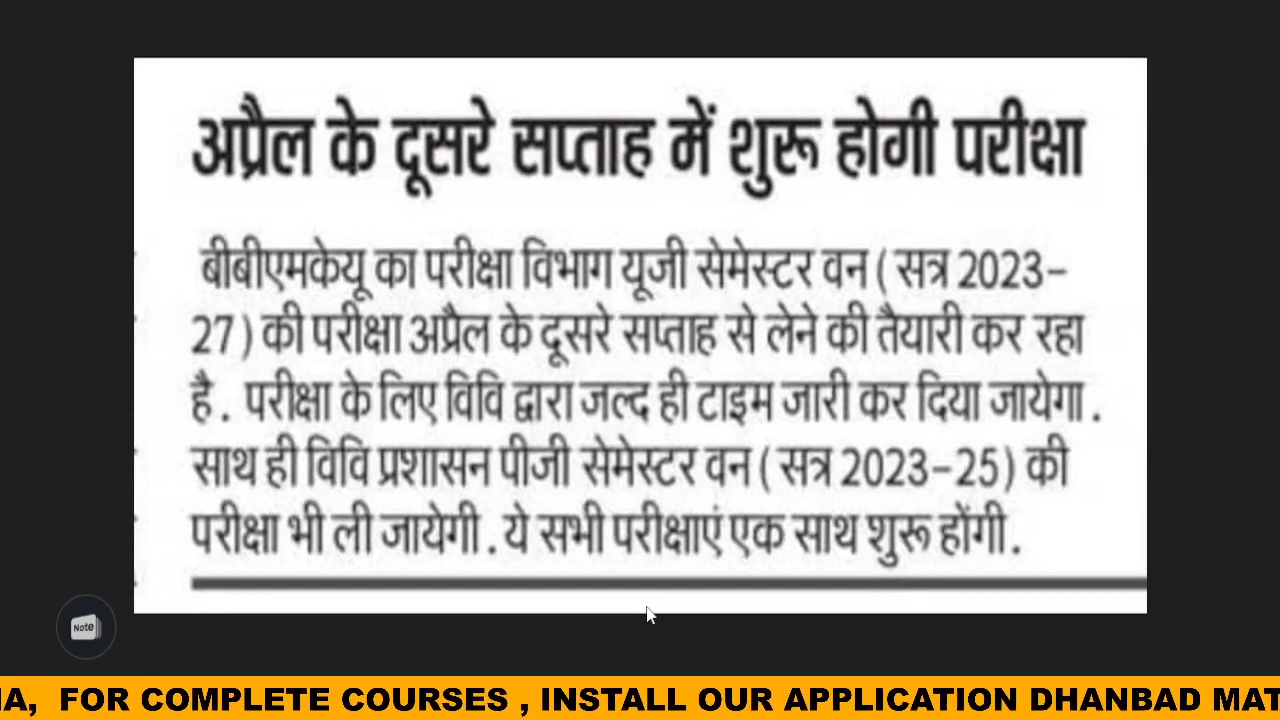 अप्रैल के दूसरे सप्ताह में शुरू होगी परीक्षा
बीबीएमकेयू का परीक्षा विभाग यूजी सेमेस्टर वन ( सत्र 2023-
27 ) की परीक्षा अप्रैल के दूसरे सप्ताह से लेने की तैयारी कर रहा
है . परीक्षा के लिए विवि द्वारा जल्द ही टाइम जारी कर दिया जायेगा .
साथ ही विवि प्रशासन पीजी सेमेस्टर वन ( सत्र 2023-25) की
परीक्षा भी ली जायेगी . ये सभी परीक्षाएं एक साथ शुरू होंगी .
Note
IA, FOR COMPLETE COURSES , INSTALL OUR APPLICATION DHANBAD MAT